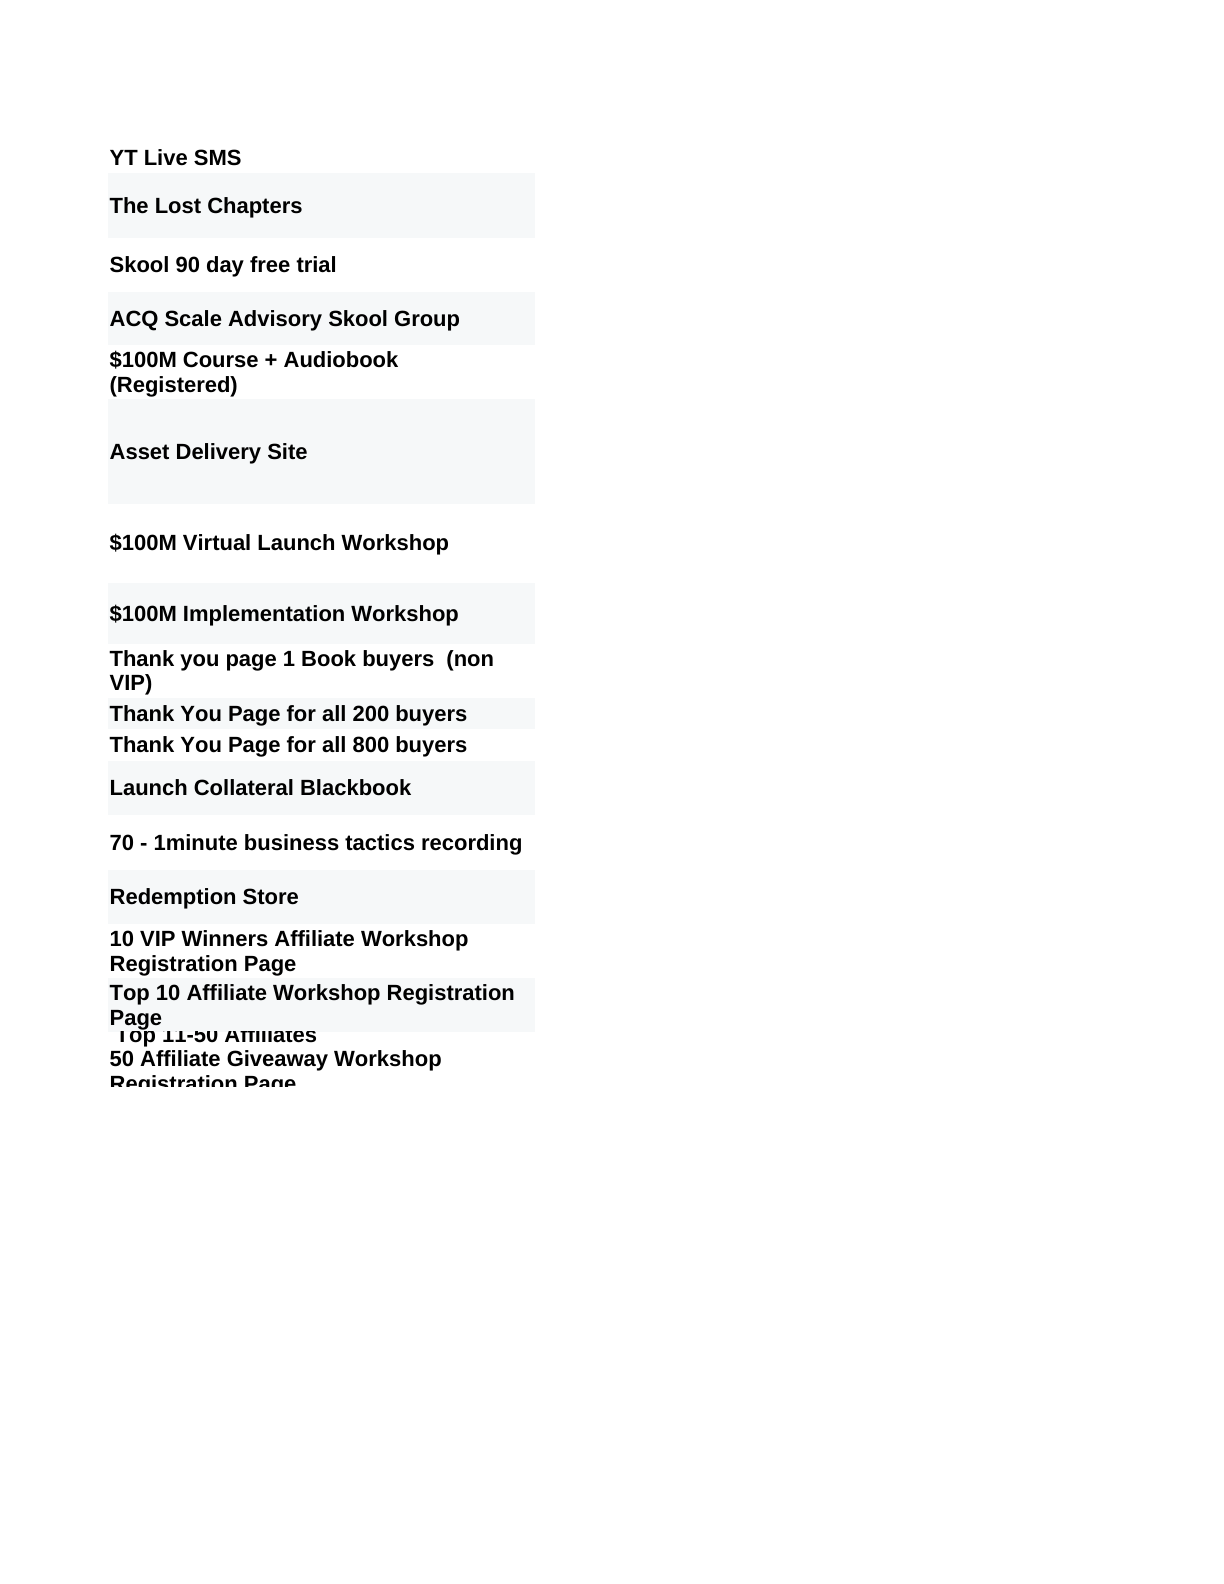 YT Live SMS
The Lost Chapters
Skool 90 day free trial
ACQ Scale Advisory Skool Group
$100M Course + Audiobook
(Registered)
Asset Delivery Site
$100M Virtual Launch Workshop
$100M Implementation Workshop
Thank you page 1 Book buyers  (non
VIP)
Thank You Page for all 200 buyers
Thank You Page for all 800 buyers
Launch Collateral Blackbook
70 - 1minute business tactics recording
Redemption Store
10 VIP Winners Affiliate Workshop
Registration Page
Top 10 Affiliate Workshop Registration
Page
Top 11-50 Affiliates
50 Affiliate Giveaway Workshop
Registration Page